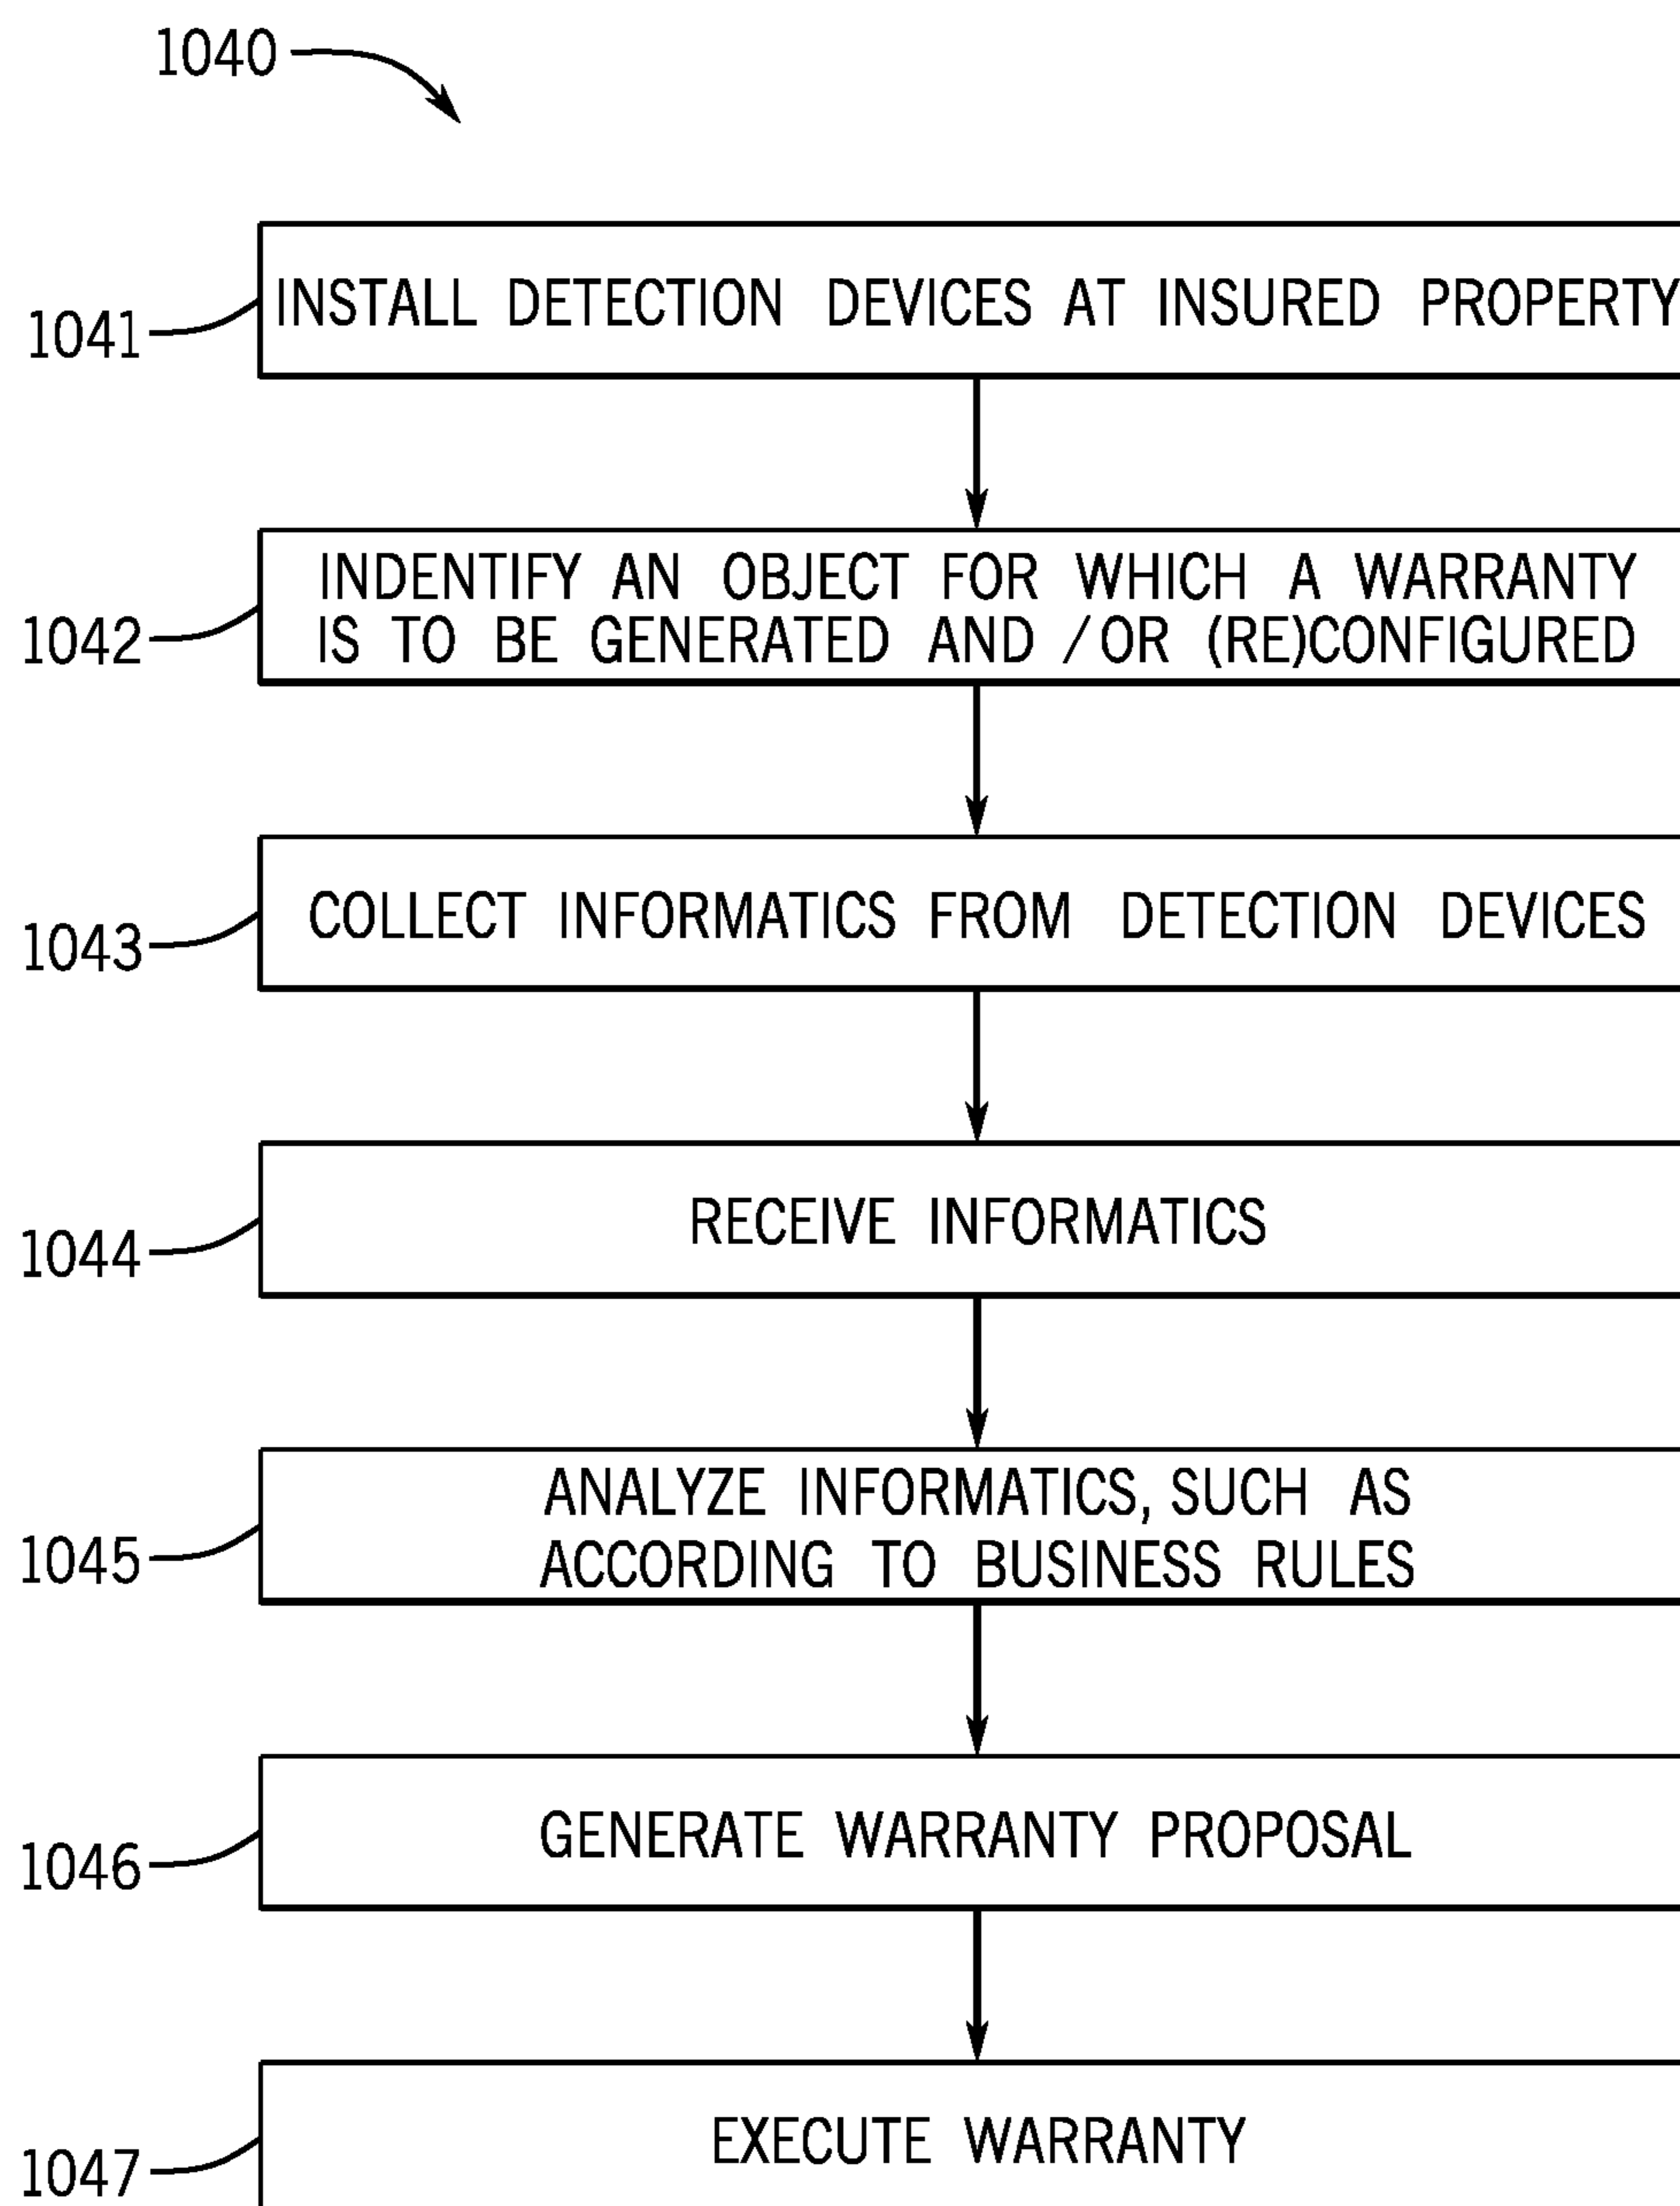 1040
1041
INSTALL DETECTION DEVICES AT INSURED PROPERTY
1042
INDENTIFY AN OBJECT FOR WHICH A WARRANTY
IS TO BE GENERATED AND /OR (RE)CONFIGURED
1043
COLLECT INFORMATICS FROM DETECTION DEVICES
1044
RECEIVE INFORMATICS
1045
ANALYZE INFORMATICS, SUCH AS
ACCORDING TO BUSINESS RULES
1046
GENERATE WARRANTY PROPOSAL
1047
EXECUTE WARRANTY